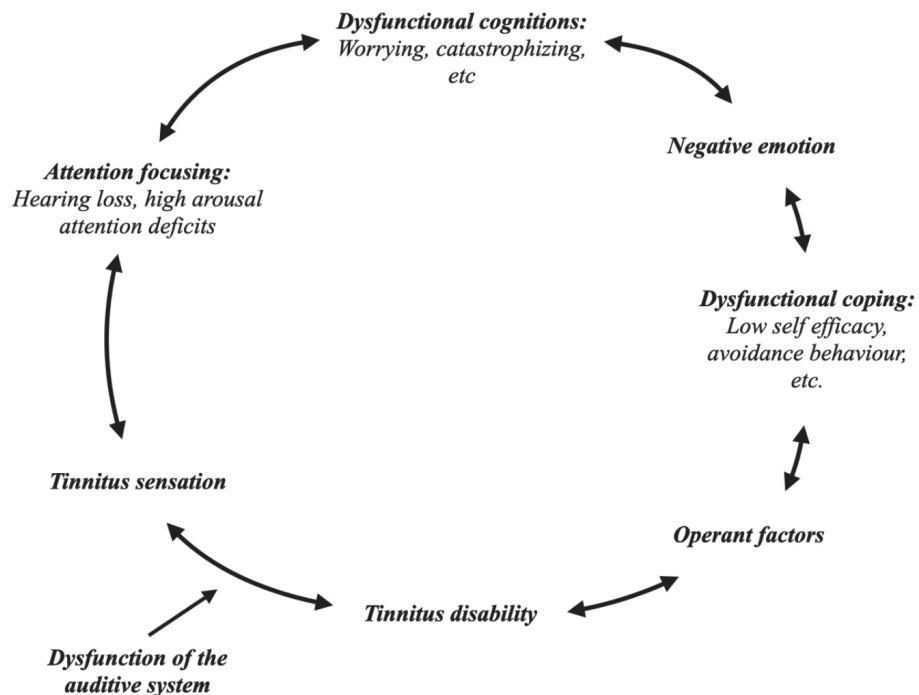 Dysfunctional cognitions:
Worrying, catastrophizing,
etc
Negative emotion
Attention focusing:
Hearing loss, high arousal
attention deficits
Dysfunctional coping:
Low self efficacy,
avoidance behaviour,
etc.
Tinnitus sensation
Operant factors
Tinnitus disability
Dysfunction of the
auditive system